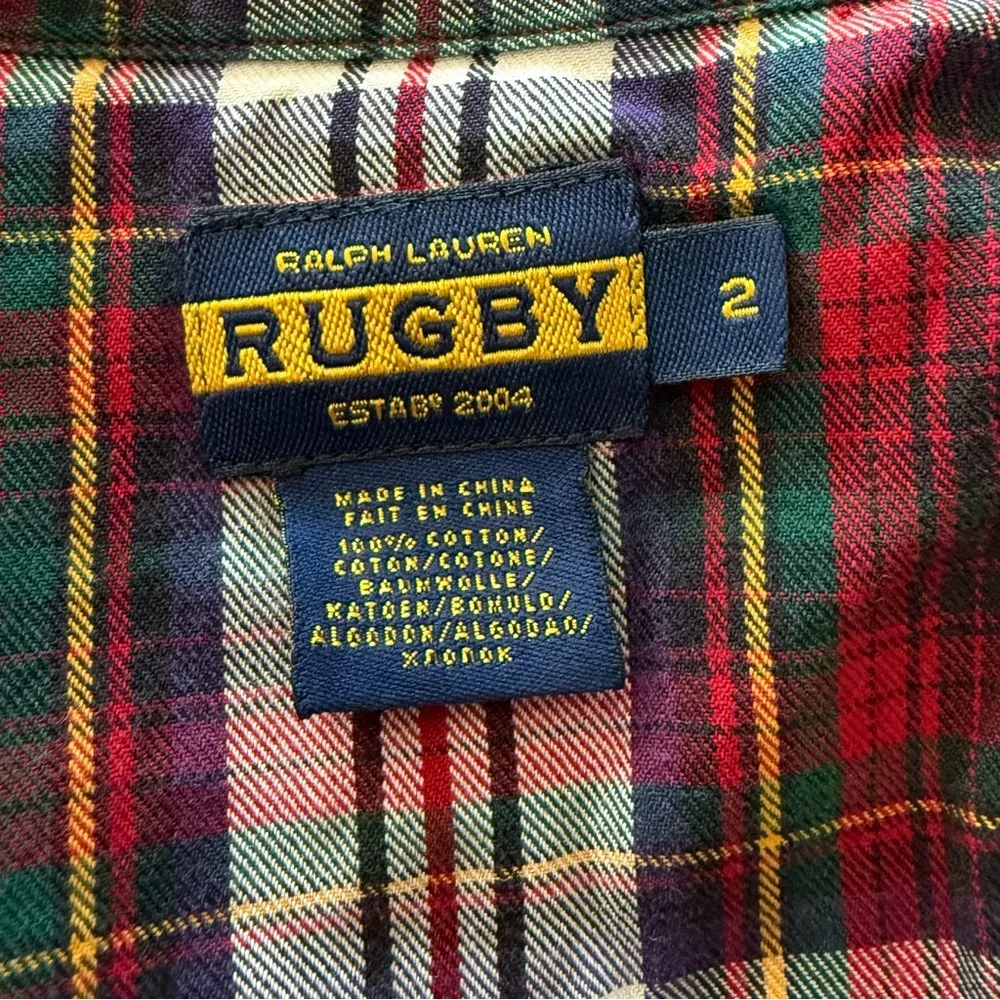 RALPH LAUREN
RUGBY
ESTABD 2004
2
MADE IN CHINA
FAIT EN CHINE
100% COTTON/
COTON/COTONE/
BAUMWOLLE/
KATOEN/BOMULD/
ALGODON/ALGODAO/
ХЛОПОК